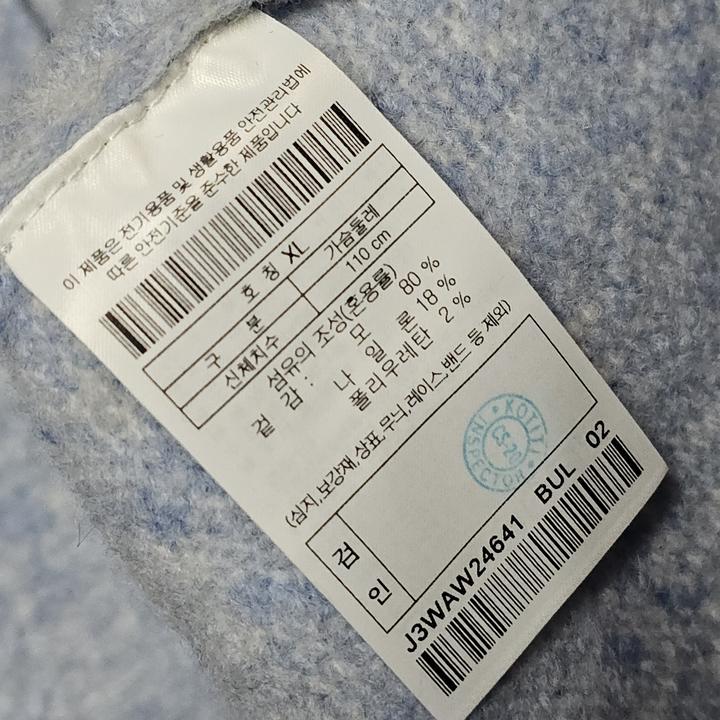 이 제품은 전기용품 및 생활용품 안전관리법에
따른 안전기준을 준수한 제품입니다
호 칭 XL
구 분 가슴둘레
신체치수 110 cm
섬유의 조성(혼용률)
겉 감 : 모 80 %
나 일 론 18 %
폴리우레탄 2 %
(심지,보강재,상표,무늬,레이스,밴드 등 제외)
검 인
KOTITI
INSPECTOR
J3WAW24641 BUL 02